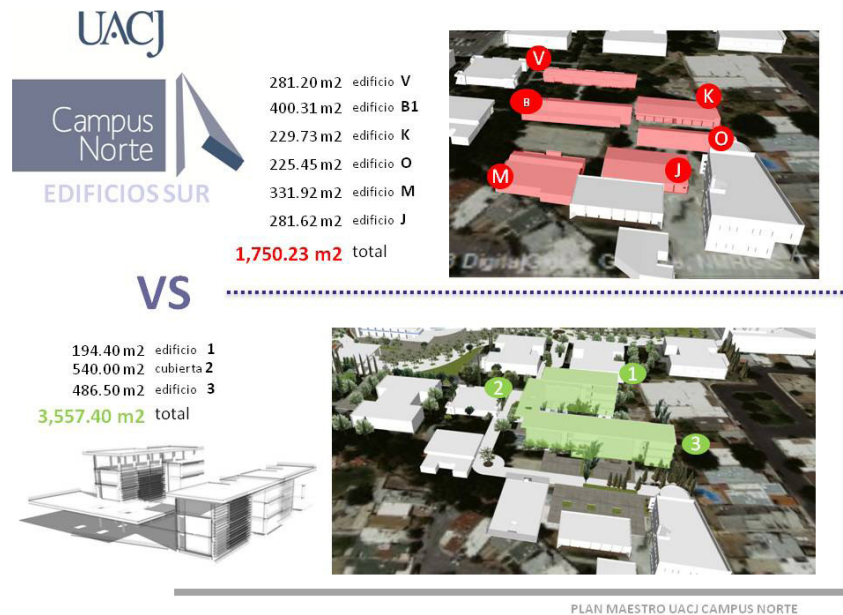 UACJ
Campus
Norte
EDIFICIOS SUR
281.20 m2 edificio V
400.31 m2 edificio B1
229.73 m2 edificio K
225.45 m2 edificio O
331.92 m2 edificio M
281.62 m2 edificio J
1,750.23 m2 total
V
B
K
O
M
J
VS
194.40 m2 edificio 1
540.00 m2 cubierta 2
486.50 m2 edificio 3
3,557.40 m2 total
1
2
3
PLAN MAESTRO UACJ CAMPUS NORTE